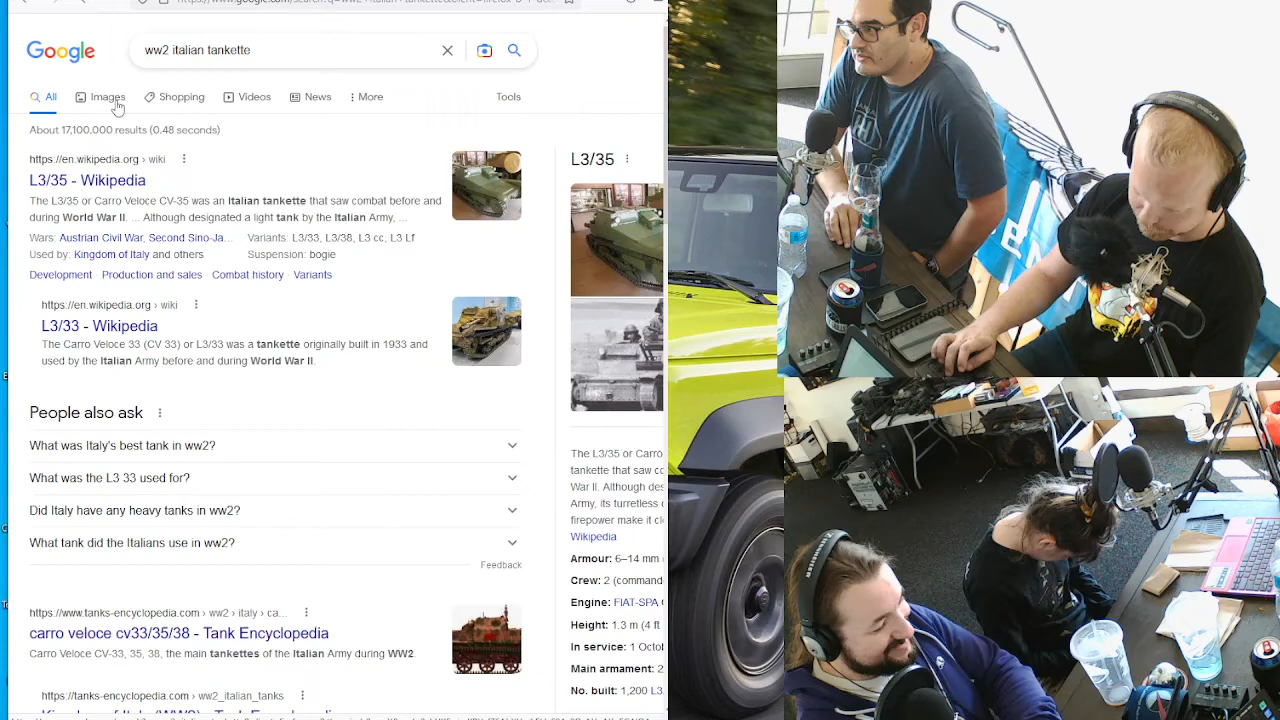 Google
ww2 italian tankette
All Images Shopping Videos News More Tools
About 17,100,000 results (0.48 seconds)
https://en.wikipedia.org › wiki
L3/35 - Wikipedia
The L3/35 or Carro Veloce CV-35 was an Italian tankette that saw combat before and
during World War II. ... Although designated a light tank by the Italian Army, ...
Wars: Austrian Civil War, Second Sino-Ja... Variants: L3/33, L3/38, L3 cc, L3 Lf
Used by: Kingdom of Italy and others Suspension: bogie
Development · Production and sales · Combat history · Variants
https://en.wikipedia.org › wiki
L3/33 - Wikipedia
The Carro Veloce 33 (CV 33) or L3/33 was a tankette originally built in 1933 and
used by the Italian Army before and during World War II.
People also ask
What was Italy's best tank in ww2?
What was the L3 33 used for?
Did Italy have any heavy tanks in ww2?
What tank did the Italians use in ww2?
Feedback
https://www.tanks-encyclopedia.com › ww2 › italy › ca...
carro veloce cv33/35/38 - Tank Encyclopedia
Carro Veloce CV-33, 35, 38, the main tankettes of the Italian Army during WW2.
https://tanks-encyclopedia.com › ww2_italian_tanks
L3/35
The L3/35 or Carro
tankette that saw co
War II. Although des
Army, its turretless
firepower make it cl
Wikipedia
Armour: 6–14 mm
Crew: 2 (command
Engine: FIAT-SPA
Height: 1.3 m (4 ft
In service: 1 Octo
Main armament: 2
No. built: 1,200 L3
SENNHEISER